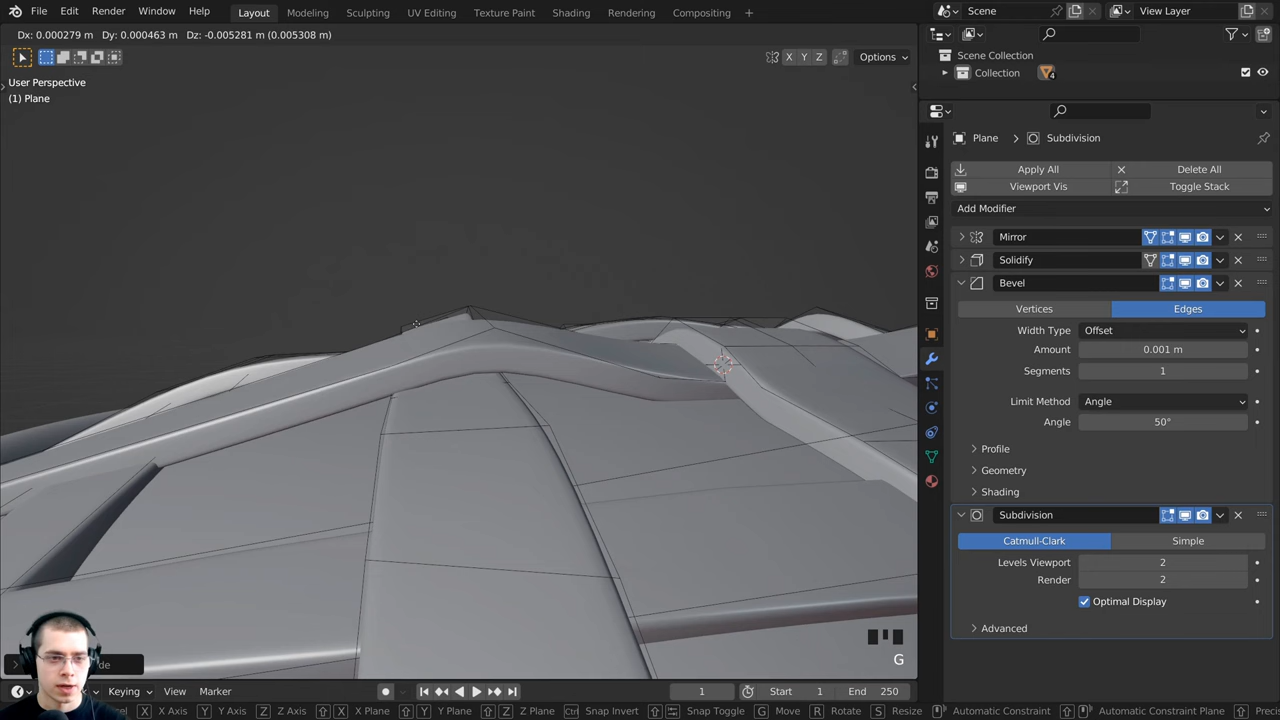 File Edit Render Window Help
Layout Modeling Sculpting UV Editing Texture Paint Shading Animation Rendering Compositing +
Scene
View Layer
Dx: 0.000279 m Dy: 0.000463 m Dz: -0.005281 m (0.005308 m)
X Y Z
Options
User Perspective
(1) Plane
Scene Collection
Collection 4
Plane > Subdivision
Apply All
Delete All
Viewport Vis
Toggle Stack
Add Modifier
Mirror
Solidify
Bevel
Vertices
Edges
Width Type
Offset
Amount
0.001 m
Segments
1
Limit Method
Angle
Angle
50°
Profile
Geometry
Shading
Subdivision
Catmull-Clark
Simple
Levels Viewport
2
Render
2
Optimal Display
Advanced
G
Keying View Marker
1
Start 1
End 250
X X Axis Y Y Axis Z Z Axis X X Plane Y Y Plane Z Z Plane Ctrl Snap Invert Snap Toggle G Move R Rotate S Resize Automatic Constraint Automatic Constraint